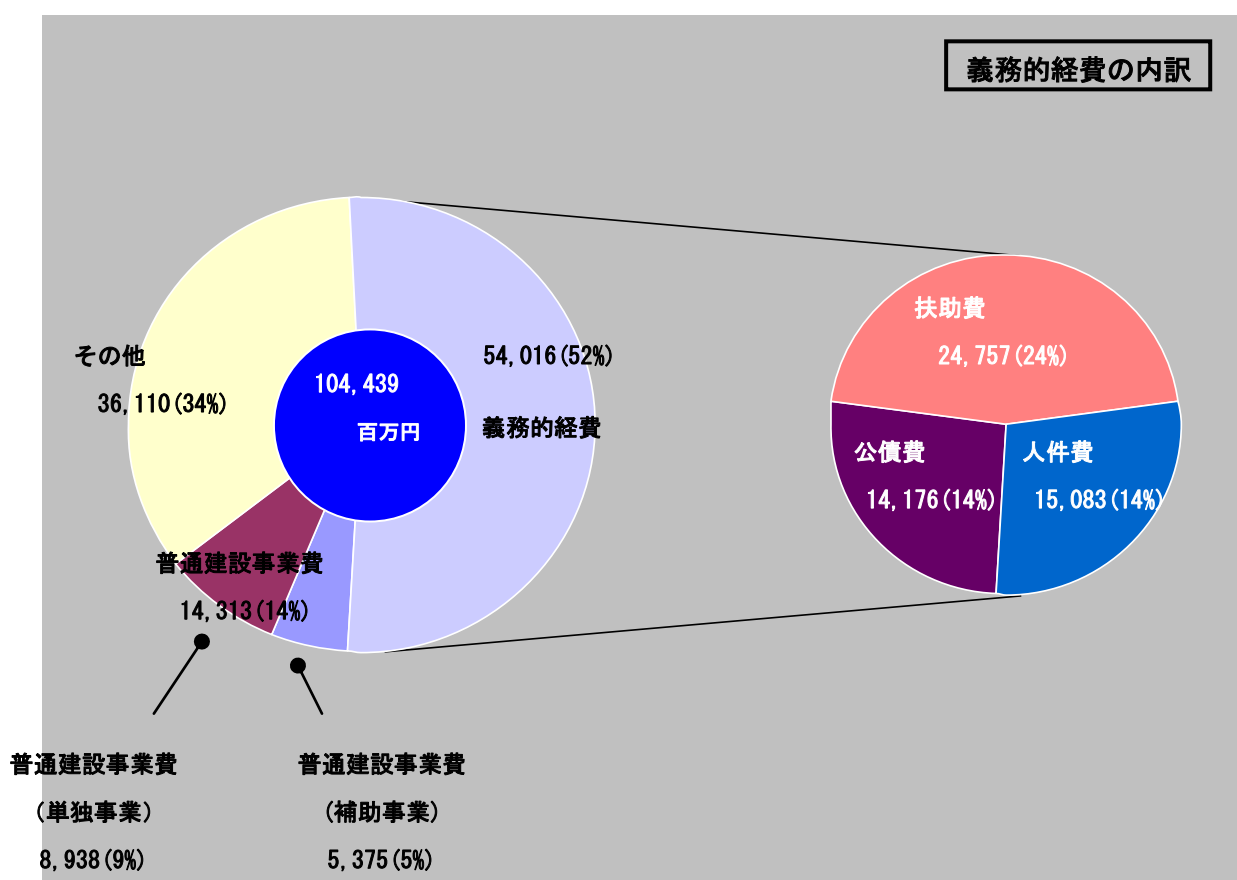 義務的経費の内訳
その他
36,110(34%)
104,439
百万円
54,016(52%)
義務的経費
扶助費
24,757(24%)
公債費
14,176(14%)
人件費
15,083(14%)
普通建設事業費
14,313(14%)
普通建設事業費
(単独事業)
8,938(9%)
普通建設事業費
(補助事業)
5,375(5%)